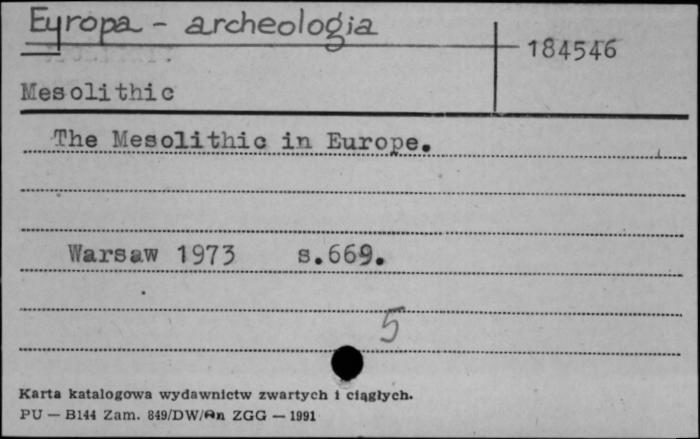 Europa - archeologia
184546
Mesolithic
The Mesolithic in Europe.
Warsaw 1973 s.669.
5
Karta katalogowa wydawnictw zwartych i ciągłych.
PU — B144 Zam. 849/DW/An ZGG — 1991